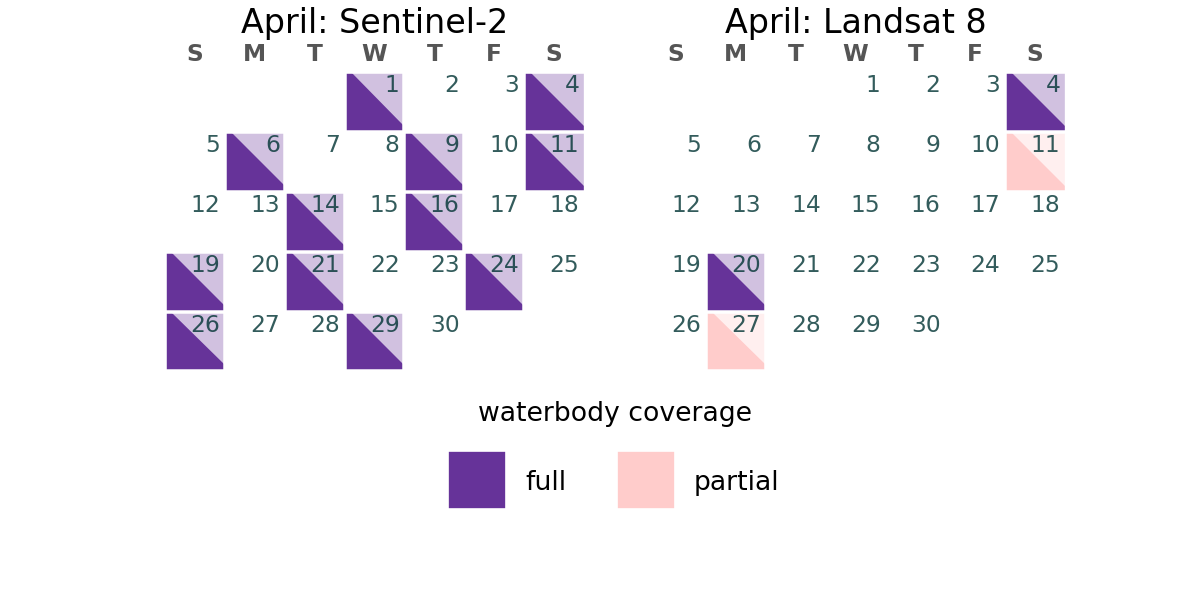 April: Sentinel-2
S M T W T F S
1 2 3 4
5 6 7 8 9 10 11
12 13 14 15 16 17 18
19 20 21 22 23 24 25
26 27 28 29 30
April: Landsat 8
S M T W T F S
1 2 3 4
5 6 7 8 9 10 11
12 13 14 15 16 17 18
19 20 21 22 23 24 25
26 27 28 29 30
waterbody coverage
full partial